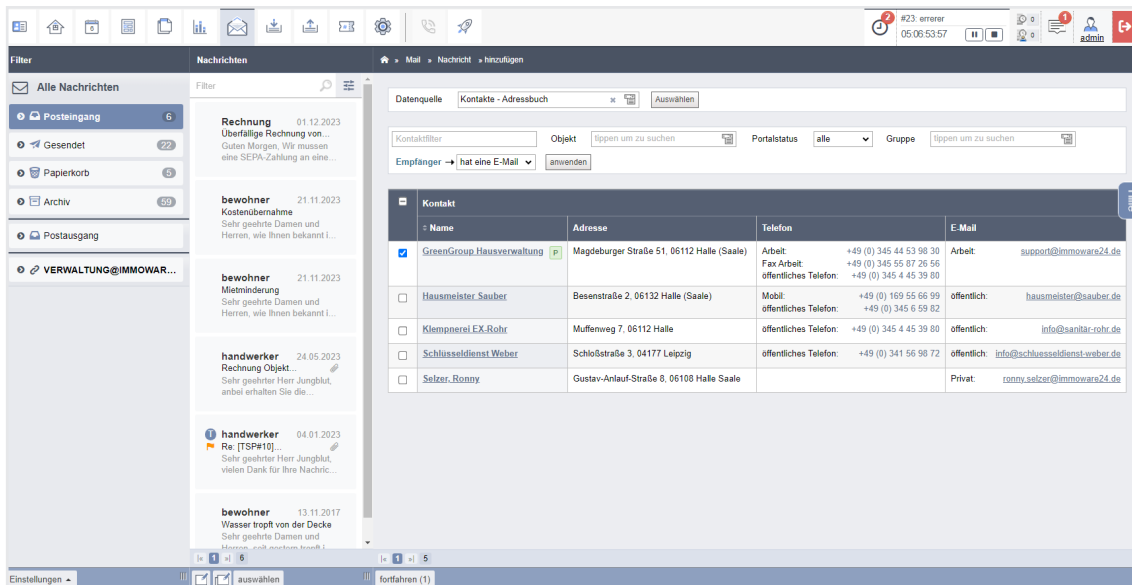 2
#23: errerer
05:06:53:57
0
0
1
admin
Filter
Alle Nachrichten
Posteingang 6
Gesendet 22
Papierkorb 5
Archiv 59
Postausgang
VERWALTUNG@IMMOWAR...
Einstellungen
Nachrichten
Filter
Rechnung 01.12.2023
Überfällige Rechnung von...
Guten Morgen, Wir mussen
eine SEPA-Zahlung an eine...
bewohner 21.11.2023
Kostenübernahme
Sehr geehrte Damen und
Herren, wie Ihnen bekannt i...
bewohner 21.11.2023
Mietminderung
Sehr geehrte Damen und
Herren, wie Ihnen bekannt i...
handwerker 24.05.2023
Rechnung Objekt...
Sehr geehrter Herr Jungblut,
anbei erhalten Sie die...
handwerker 04.01.2023
Re: [TSP#10]...
Sehr geehrter Herr Jungblut,
vielen Dank für Ihre Nachric...
bewohner 13.11.2017
Wasser tropft von der Decke
Sehr geehrte Damen und
Herren, seit gestern tropft i...
1 6
auswählen
» Mail » Nachricht » hinzufügen
Datenquelle Kontakte - Adressbuch Auswählen
Kontaktfilter Objekt tippen um zu suchen Portalstatus alle Gruppe tippen um zu suchen
Empfänger → hat eine E-Mail anwenden
Kontakt
Name Adresse Telefon E-Mail
GreenGroup Hausverwaltung P Magdeburger Straße 51, 06112 Halle (Saale) Arbeit: +49 (0) 345 44 53 98 30 Arbeit: support@immoware24.de
Fax Arbeit: +49 (0) 345 55 87 26 56
öffentliches Telefon: +49 (0) 345 4 45 39 80
Hausmeister Sauber Besenstraße 2, 06132 Halle (Saale) Mobil: +49 (0) 169 55 66 99 öffentlich: hausmeister@sauber.de
öffentliches Telefon: +49 (0) 345 6 59 82
Klempnerei EX-Rohr Muffenweg 7, 06112 Halle öffentliches Telefon: +49 (0) 345 4 45 39 80 öffentlich: info@sanitär-rohr.de
Schlüsseldienst Weber Schloßstraße 3, 04177 Leipzig öffentliches Telefon: +49 (0) 341 56 98 72 öffentlich: info@schluesseldienst-weber.de
Selzer, Ronny Gustav-Anlauf-Straße 8, 06108 Halle Saale Privat: ronny.selzer@immoware24.de
1 5
fortfahren (1)